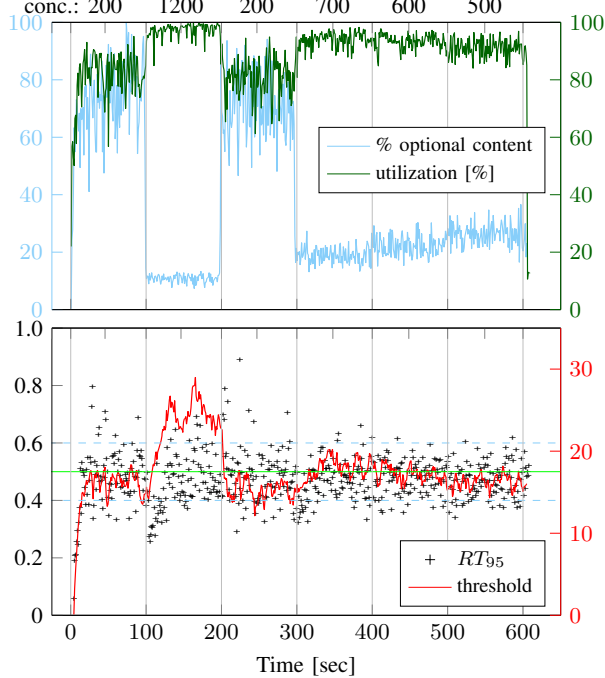 conc.: 200 1200 200 700 600 500
100 100
80 80
% optional content
60 60
utilization [%]
40 40
20 20
0 0
1.0
30
0.8
0.6
20
0.4
10
0.2
RT95
threshold
0 0
0 100 200 300 400 500 600
Time [sec]